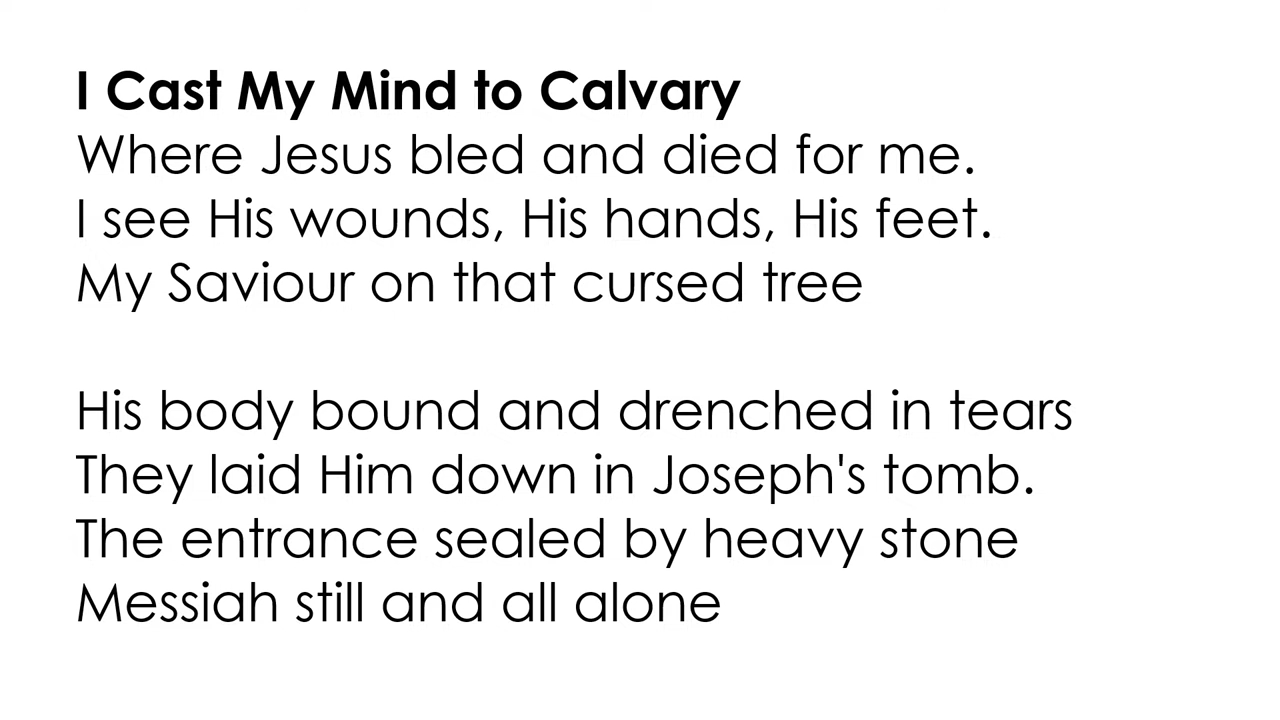 I Cast My Mind to Calvary
Where Jesus bled and died for me.
I see His wounds, His hands, His feet.
My Saviour on that cursed tree
His body bound and drenched in tears
They laid Him down in Joseph's tomb.
The entrance sealed by heavy stone
Messiah still and all alone